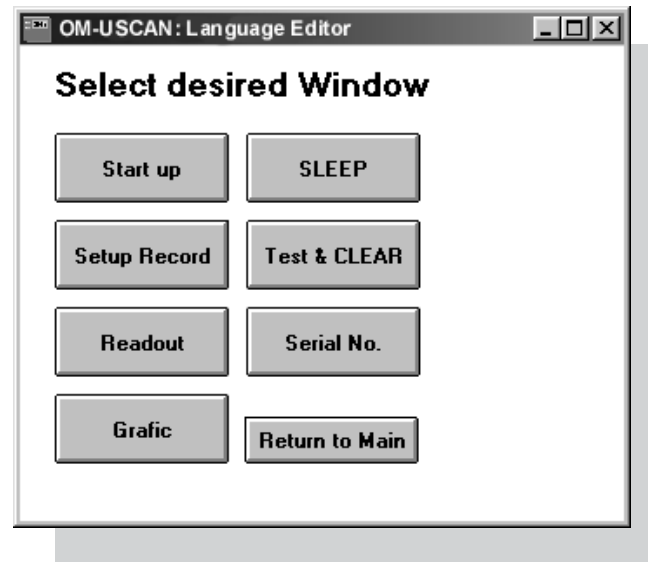 OM-USCAN: Language Editor
Select desired Window
Start up
SLEEP
Setup Record
Test & CLEAR
Readout
Serial No.
Grafic
Return to Main